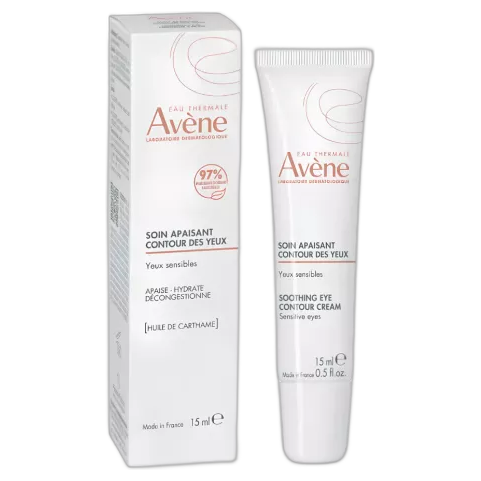 EAU THERMALE
Avène
LABORATOIRE DERMATOLOGIQUE
97%
SOIN APAISANT
CONTOUR DES YEUX
Yeux sensibles
APAISE - HYDRATE
DÉCONGESTIONNE
[HUILE DE CARTHAME]
Made in France
15 ml e
EAU THERMALE
Avène
LABORATOIRE DERMATOLOGIQUE
SOIN APAISANT
CONTOUR DES YEUX
Yeux sensibles
SOOTHING EYE
CONTOUR CREAM
Sensitive eyes
15 ml e
Made in France 0.5 fl.oz.